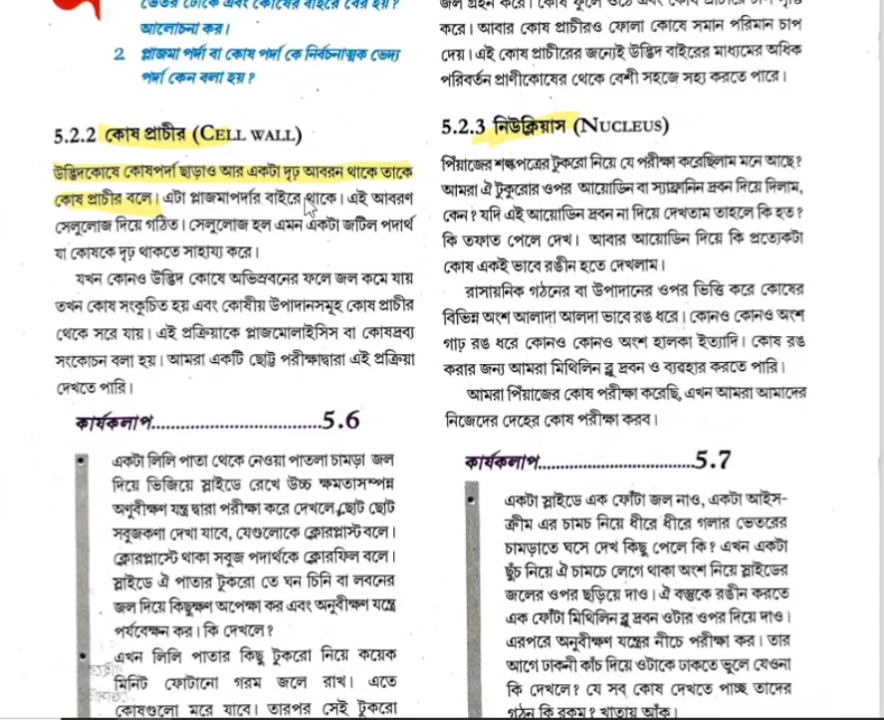 আলোচনা কর।
2 প্লাজমা পর্দা বা কোষ পর্দা কে নির্বচনাত্মক ভেদ্য
পর্দা কেন বলা হয়?
5.2.2 কোষ প্রাচীর (CELL WALL)
উদ্ভিদকোষে কোষপর্দা ছাড়াও আর একটা দৃঢ় আবরন থাকে তাকে
কোষ প্রাচীর বলে। এটা প্লাজমাপর্দার বাইরে থাকে। এই আবরণ
সেলুলোজ দিয়ে গঠিত। সেলুলোজ হল এমন একটা জটিল পদার্থ
যা কোষকে দৃঢ় থাকতে সাহায্য করে।
যখন কোনও উদ্ভিদ কোষে অভিস্রবনের ফলে জল কমে যায়
তখন কোষ সংকুচিত হয় এবং কোষীয় উপাদানসমূহ কোষ প্রাচীর
থেকে সরে যায়। এই প্রক্রিয়াকে প্লাজমোলাইসিস বা কোষদ্রব্য
সংকোচন বলা হয়। আমরা একটি ছোট্ট পরীক্ষাদ্বারা এই প্রক্রিয়া
দেখতে পারি।
কার্যকলাপ....................................5.6
একটা লিলি পাতা থেকে নেওয়া পাতলা চামড়া জল
দিয়ে ভিজিয়ে স্লাইডে রেখে উচ্চ ক্ষমতাসম্পন্ন
অণুবীক্ষণ যন্ত্র দ্বারা পরীক্ষা করে দেখলে ছোট ছোট
সবুজকণা দেখা যাবে, যেগুলোকে ক্লোরপ্লাস্ট বলে।
ক্লোরপ্লাস্টে থাকা সবুজ পদার্থকে ক্লোরফিল বলে।
স্লাইডে ঐ পাতার টুকরো তে ঘন চিনি বা লবনের
জল দিয়ে কিছুক্ষণ অপেক্ষা কর এবং অনুবীক্ষণ যন্ত্রে
পর্যবেক্ষন কর। কি দেখলে?
এখন লিলি পাতার কিছু টুকরো নিয়ে কয়েক
মিনিট ফোটানো গরম জলে রাখ। এতে
কোষগুলো মরে যাবে। তারপর সেই টুকরো
করে। আবার কোষ প্রাচীরও ফোলা কোষে সমান পরিমান চাপ
দেয়। এই কোষ প্রাচীরের জন্যেই উদ্ভিদ বাইরের মাধ্যমের অধিক
পরিবর্তন প্রাণীকোষের থেকে বেশী সহজে সহ্য করতে পারে।
5.2.3 নিউক্লিয়াস (NUCLEUS)
পিঁয়াজের শল্কপত্রের টুকরো নিয়ে যে পরীক্ষা করেছিলাম মনে আছে?
আমরা ঐ টুকুরোর ওপর আয়োডিন বা স্যাফ্রানিন দ্রবন দিয়ে দিলাম,
কেন? যদি এই আয়োডিন দ্রবন না দিয়ে দেখতাম তাহলে কি হত?
কি তফাত পেলে দেখ। আবার আয়োডিন দিয়ে কি প্রত্যেকটা
কোষ একই ভাবে রঙীন হতে দেখলাম।
রাসায়নিক গঠনের বা উপাদানের ওপর ভিত্তি করে কোষের
বিভিন্ন অংশ আলাদা আলদা ভাবে রঙ ধরে। কোনও কোনও অংশ
গাঢ় রঙ ধরে কোনও কোনও অংশ হালকা ইত্যাদি। কোষ রঙ
করার জন্য আমরা মিথিলিন ব্লু দ্রবন ও ব্যবহার করতে পারি।
আমরা পিঁয়াজের কোষ পরীক্ষা করেছি, এখন আমরা আমাদের
নিজেদের দেহের কোষ পরীক্ষা করব।
কার্যকলাপ.................................5.7
একটা স্লাইডে এক ফোঁটা জল নাও, একটা আইস-
ক্রীম এর চামচ নিয়ে ধীরে ধীরে গলার ভেতরের
চামড়াতে ঘসে দেখ কিছু পেলে কি? এখন একটা
ছুঁচ নিয়ে ঐ চামচে লেগে থাকা অংশ নিয়ে স্লাইডের
জলের ওপর ছড়িয়ে দাও। ঐ বস্তুকে রঙীন করতে
এক ফোঁটা মিথিলিন ব্লু দ্রবন ওটার ওপর দিয়ে দাও।
এরপরে অনুবীক্ষণ যন্ত্রের নীচে পরীক্ষা কর। তার
আগে ঢাকনী কাঁচ দিয়ে ওটাকে ঢাকতে ভুলে যেওনা
কি দেখলে? যে সব্ কোষ দেখতে পাচ্ছ তাদের
গঠন কি রকম? খাতায় আঁক।